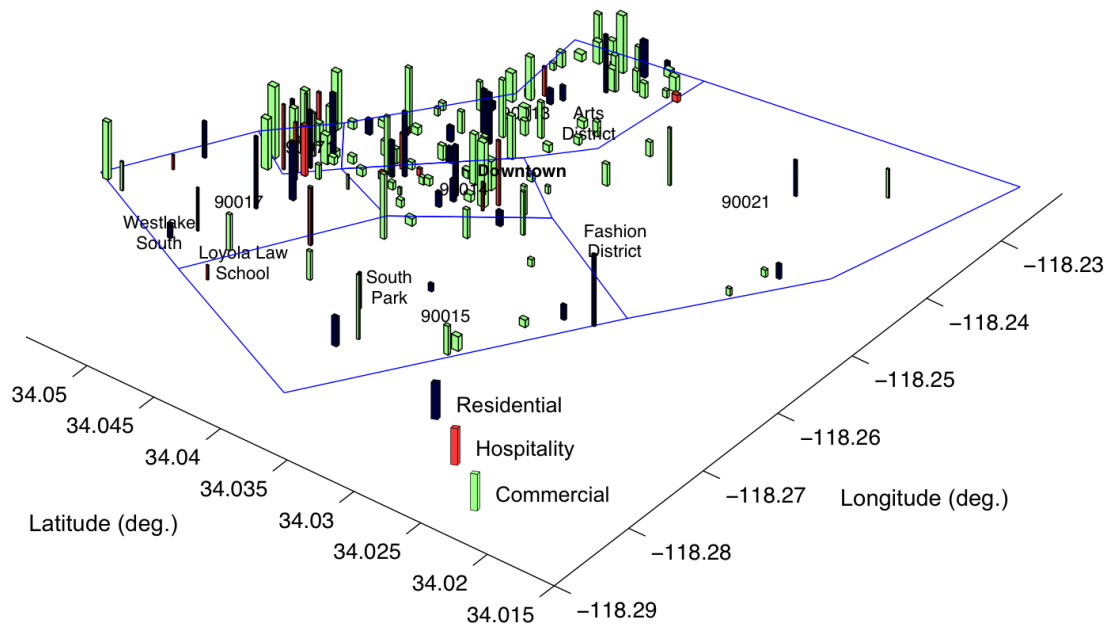 90013
Arts
District
Downtown
90014
90017
90021
Westlake
South
Loyola Law
School
Fashion
District
South
Park
90015
34.05
34.045
34.04
34.035
34.03
34.025
34.02
34.015
−118.23
−118.24
−118.25
−118.26
−118.27
−118.28
−118.29
Residential
Hospitality
Commercial
Latitude (deg.)
Longitude (deg.)